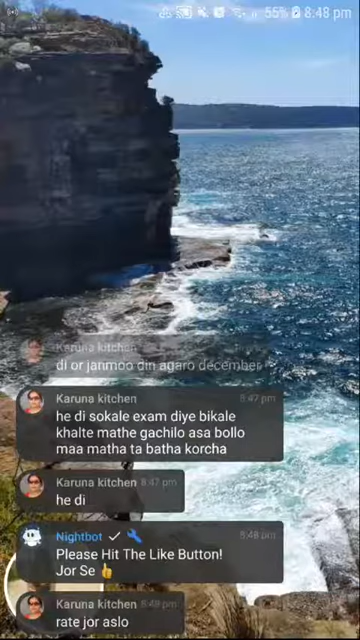 55% 8:48 pm
Karuna kitchen
di or janmoo din agaro december
Karuna kitchen 8:47 pm
he di sokale exam diye bikale
khalte mathe gachilo asa bollo
maa matha ta batha korcha
Karuna kitchen 8:47 pm
he di
Nightbot 8:48 pm
Please Hit The Like Button!
Jor Se 👍
Karuna kitchen 8:48 pm
rate jor aslo